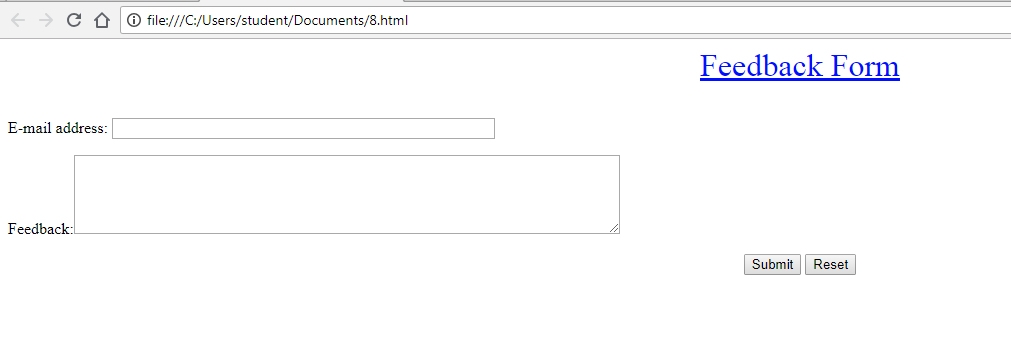 file:///C:/Users/student/Documents/8.html
Feedback Form
E-mail address:
Feedback:
Submit Reset